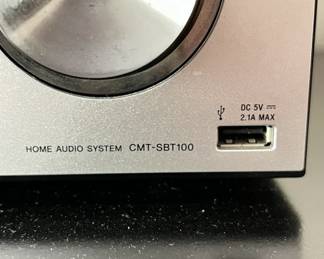 DC 5V ⎓
2.1A MAX
HOME AUDIO SYSTEM CMT-SBT100